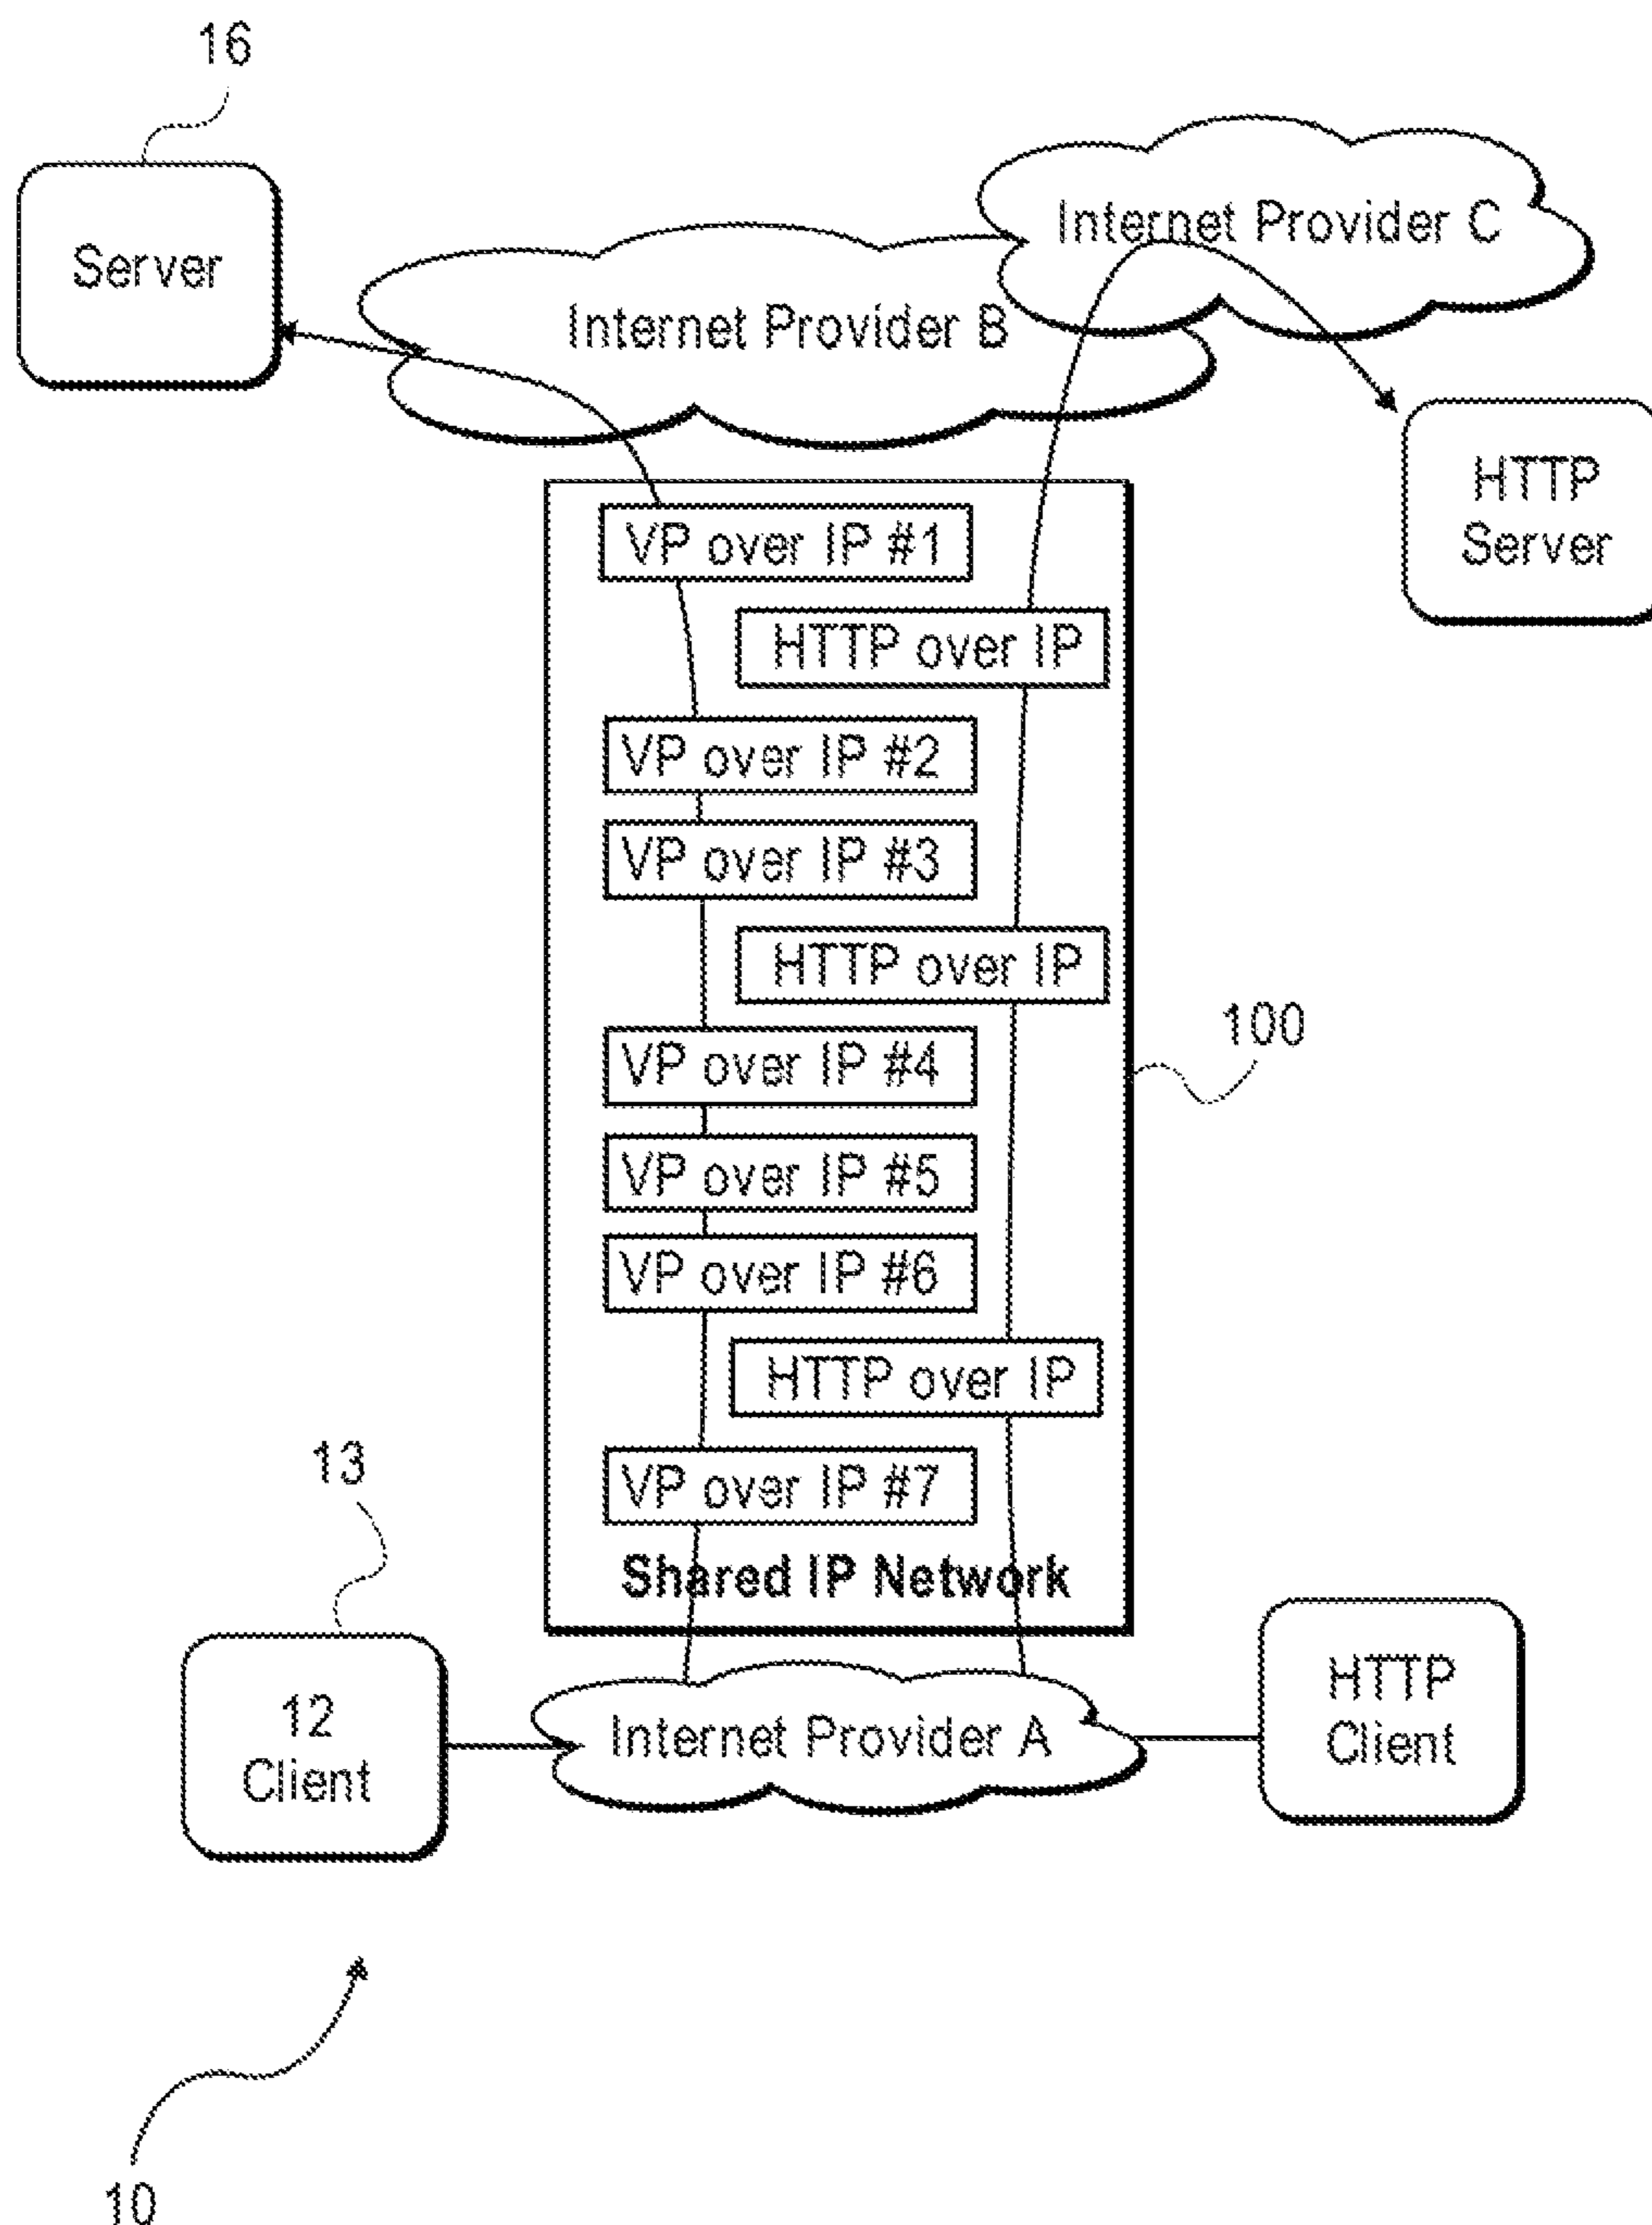 16
Server
Internet Provider C
Internet Provider B
HTTP
Server
VP over IP #1
HTTP over IP
VP over IP #2
VP over IP #3
HTTP over IP
100
VP over IP #4
VP over IP #5
VP over IP #6
HTTP over IP
13
VP over IP #7
Shared IP Network
12
Client
Internet Provider A
HTTP
Client
10